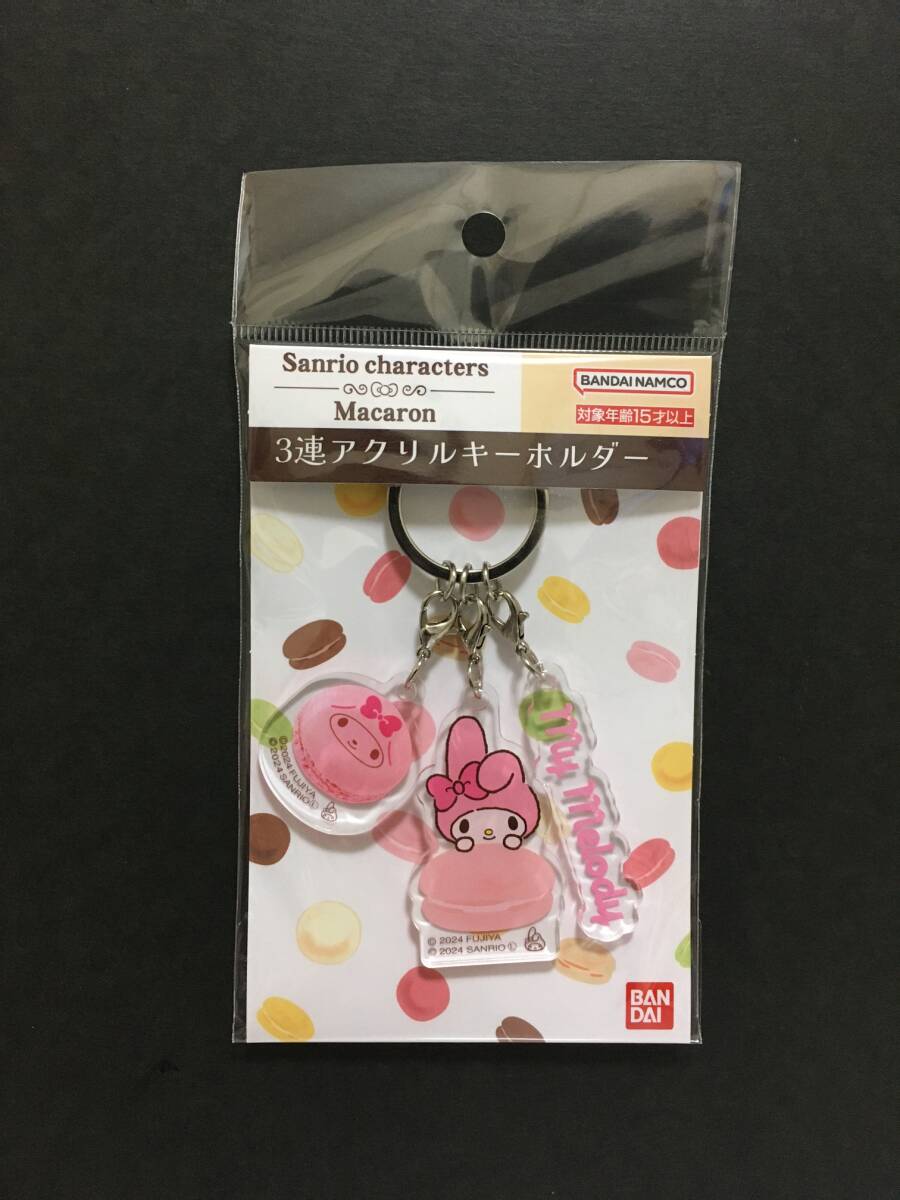 Sanrio characters
Macaron
BANDAI NAMCO
対象年齢15才以上
3連アクリルキーホルダー
©2024 FUJIYA
©2024 SANRIO Ⓛ
© 2024 FUJIYA
© 2024 SANRIO Ⓛ
My Melody
BAN
DAI